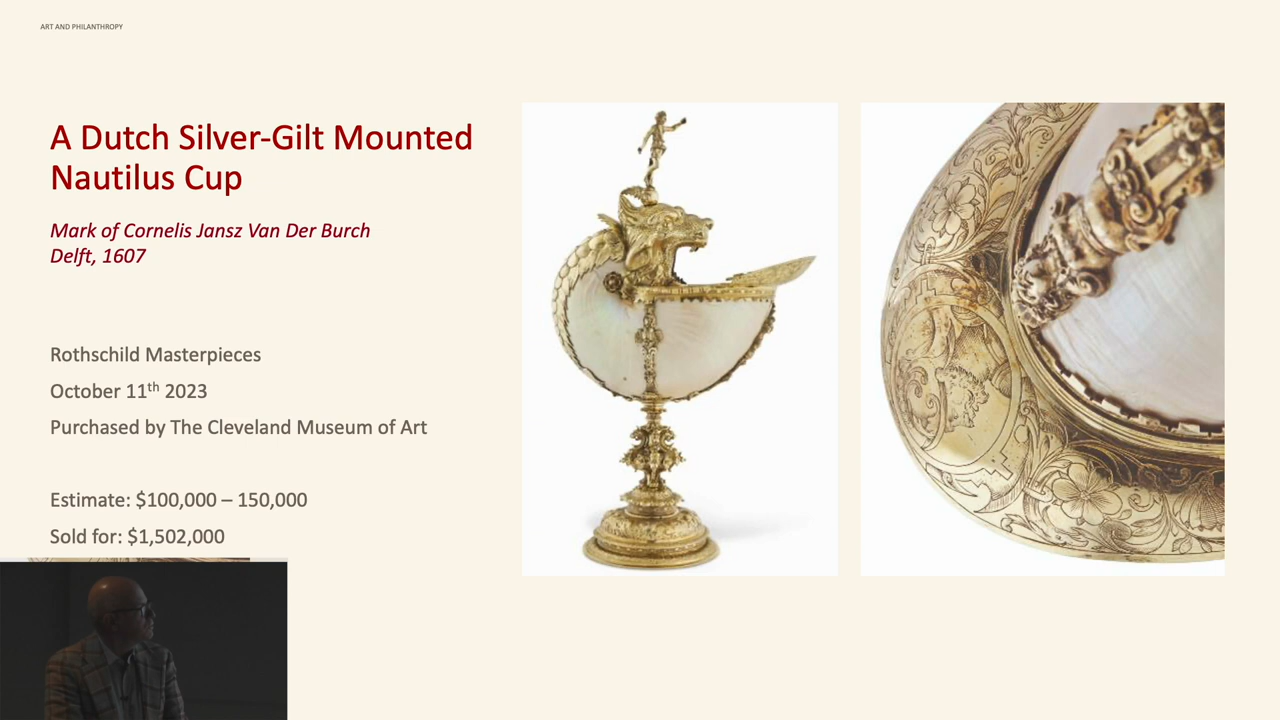 ART AND PHILANTHROPY
A Dutch Silver-Gilt Mounted
Nautilus Cup
Mark of Cornelis Jansz Van Der Burch
Delft, 1607
Rothschild Masterpieces
October 11th 2023
Purchased by The Cleveland Museum of Art
Estimate: $100,000 – 150,000
Sold for: $1,502,000